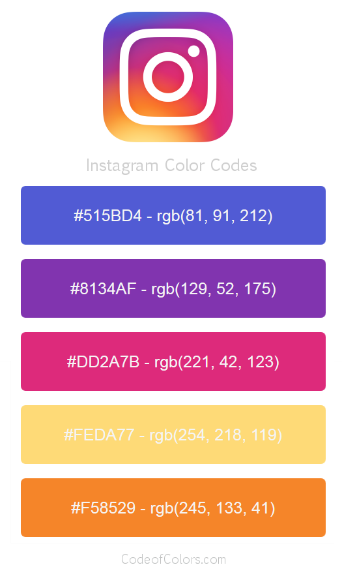 Instagram Color Codes
#515BD4 - rgb(81, 91, 212)
#8134AF - rgb(129, 52, 175)
#DD2A7B - rgb(221, 42, 123)
#FEDA77 - rgb(254, 218, 119)
#F58529 - rgb(245, 133, 41)
CodeofColors.com